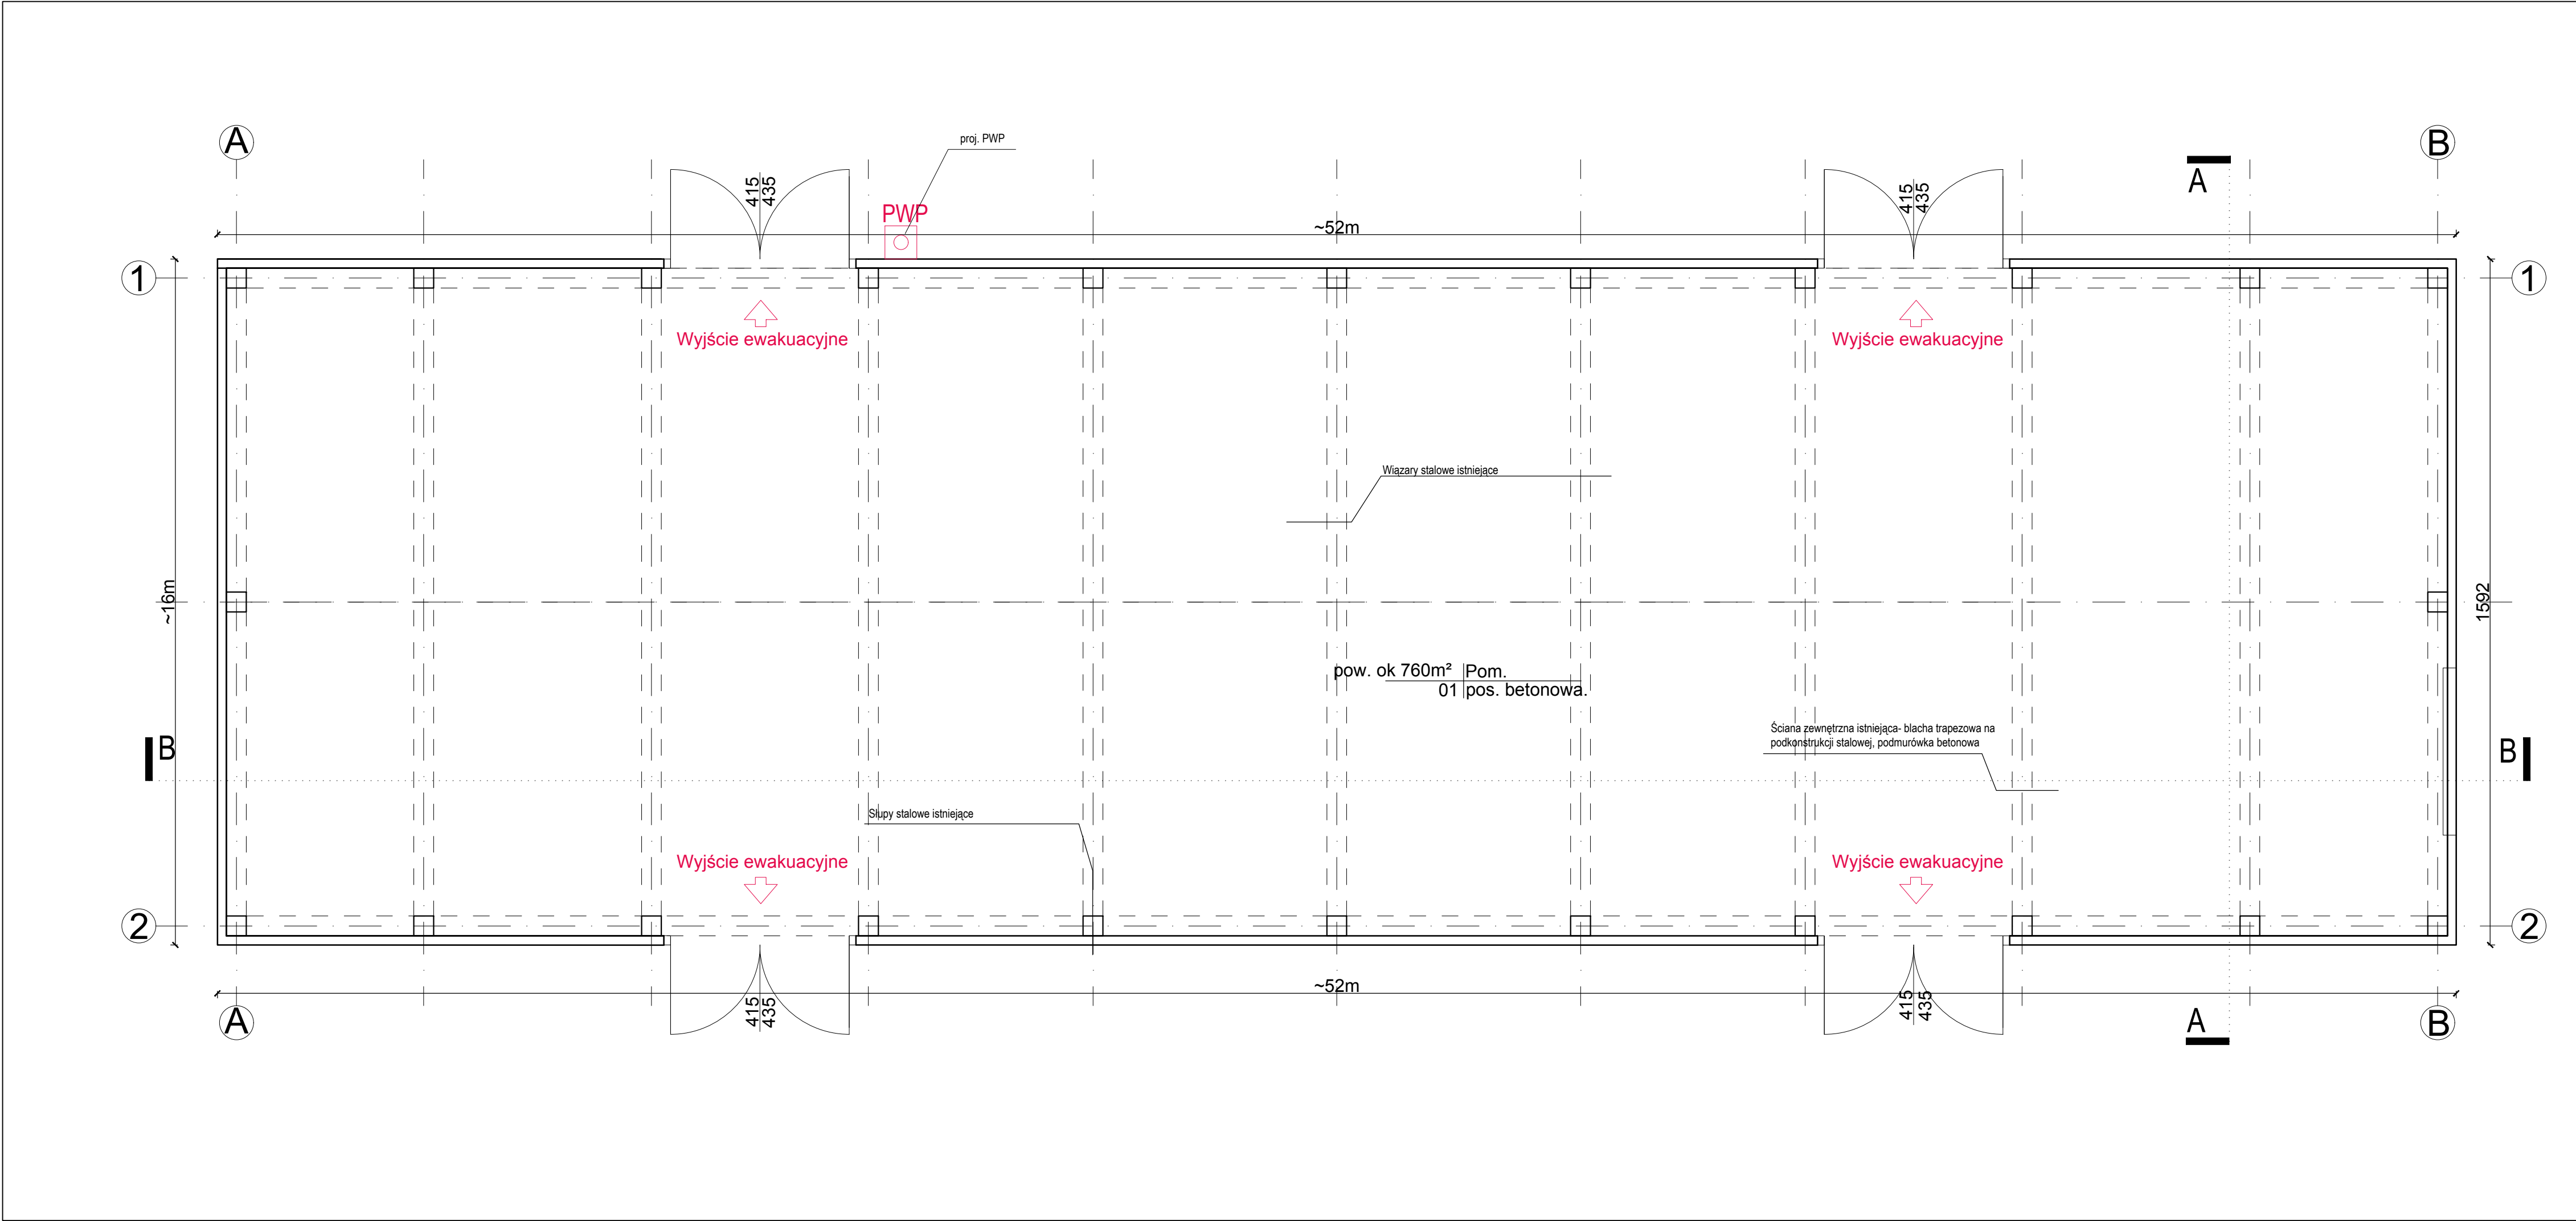 proj. PWP
A
B
A
415
435
415
435
PWP
~52m
1
1
Wyjście ewakuacyjne
Wyjście ewakuacyjne
Wiązary stalowe istniejące
~16m
1592
pow. ok 760m² Pom.
01 pos. betonowa.
Ściana zewnętrzna istniejąca- blacha trapezowa na
podkonstrukcji stalowej, podmurówka betonowa
B
B
Słupy stalowe istniejące
Wyjście ewakuacyjne
Wyjście ewakuacyjne
2
2
~52m
415
435
415
435
A
A
B